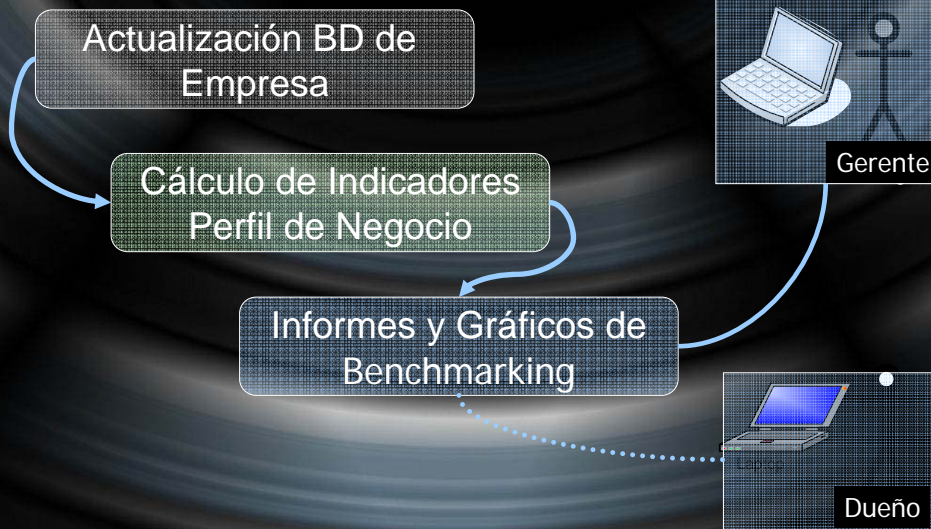 Actualización BD de
Empresa
Gerente
Cálculo de Indicadores
Perfil de Negocio
Informes y Gráficos de
Benchmarking
Dueño